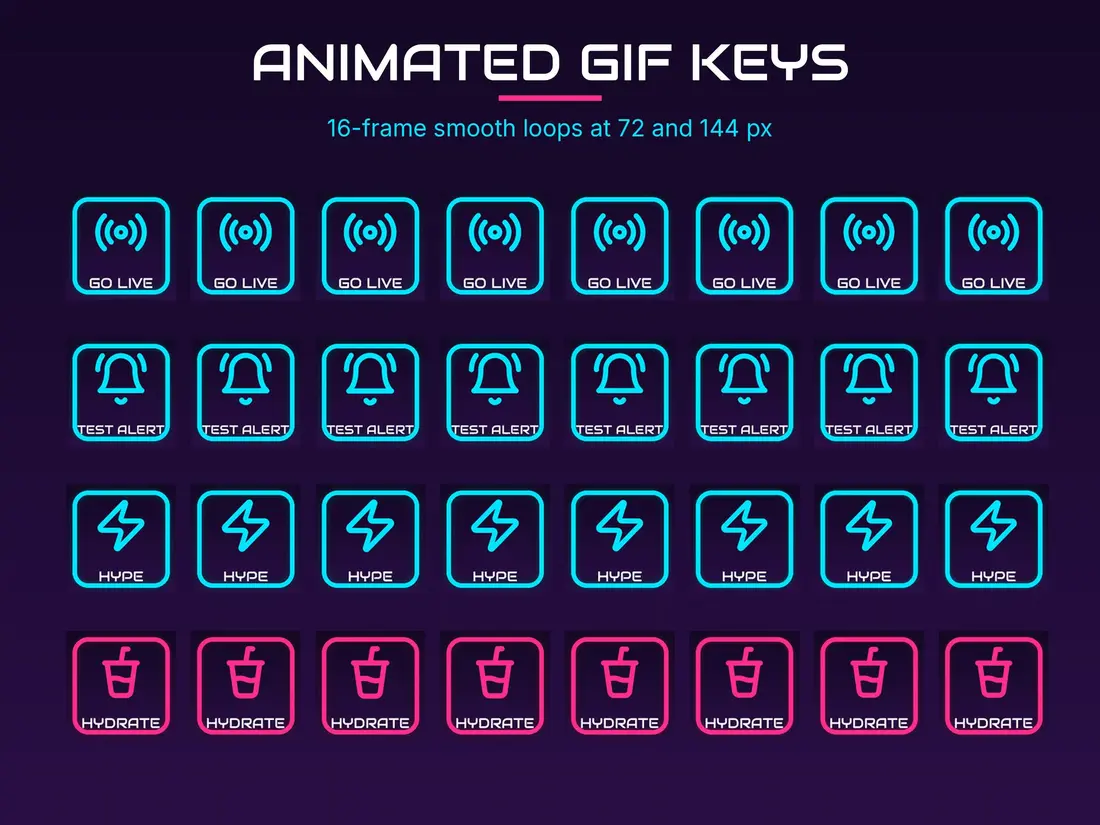 ANIMATED GIF KEYS
16-frame smooth loops at 72 and 144 px
GO LIVE GO LIVE GO LIVE GO LIVE GO LIVE GO LIVE GO LIVE GO LIVE
TEST ALERT TEST ALERT TEST ALERT TEST ALERT TEST ALERT TEST ALERT TEST ALERT TEST ALERT
HYPE HYPE HYPE HYPE HYPE HYPE HYPE HYPE
HYDRATE HYDRATE HYDRATE HYDRATE HYDRATE HYDRATE HYDRATE HYDRATE